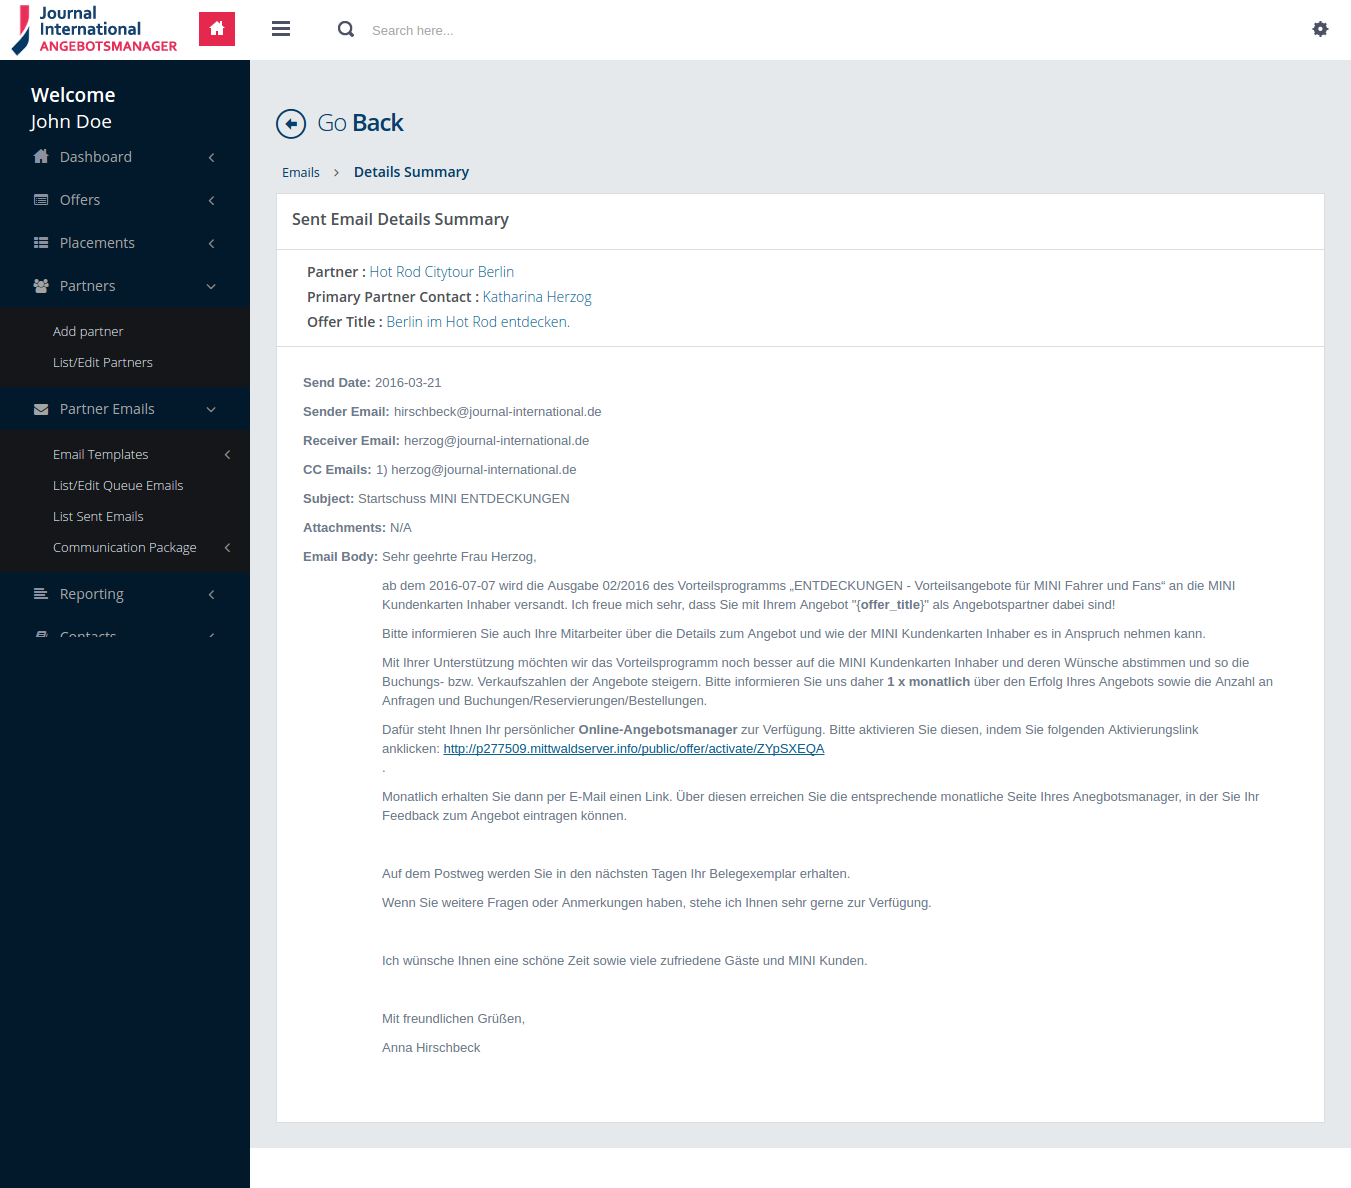 Journal
International
ANGEBOTSMANAGER
Search here...
Welcome
John Doe
Dashboard
Offers
Placements
Partners
Add partner
List/Edit Partners
Partner Emails
Email Templates
List/Edit Queue Emails
List Sent Emails
Communication Package
Reporting
Contacts
Go Back
Emails > Details Summary
Sent Email Details Summary
Partner : Hot Rod Citytour Berlin
Primary Partner Contact : Katharina Herzog
Offer Title : Berlin im Hot Rod entdecken.
Send Date: 2016-03-21
Sender Email: hirschbeck@journal-international.de
Receiver Email: herzog@journal-international.de
CC Emails: 1) herzog@journal-international.de
Subject: Startschuss MINI ENTDECKUNGEN
Attachments: N/A
Email Body: Sehr geehrte Frau Herzog,
ab dem 2016-07-07 wird die Ausgabe 02/2016 des Vorteilsprogramms „ENTDECKUNGEN - Vorteilsangebote für MINI Fahrer und Fans“ an die MINI
Kundenkarten Inhaber versandt. Ich freue mich sehr, dass Sie mit Ihrem Angebot "{offer_title}" als Angebotspartner dabei sind!
Bitte informieren Sie auch Ihre Mitarbeiter über die Details zum Angebot und wie der MINI Kundenkarten Inhaber es in Anspruch nehmen kann.
Mit Ihrer Unterstützung möchten wir das Vorteilsprogramm noch besser auf die MINI Kundenkarten Inhaber und deren Wünsche abstimmen und so die
Buchungs- bzw. Verkaufszahlen der Angebote steigern. Bitte informieren Sie uns daher 1 x monatlich über den Erfolg Ihres Angebots sowie die Anzahl an
Anfragen und Buchungen/Reservierungen/Bestellungen.
Dafür steht Ihnen Ihr persönlicher Online-Angebotsmanager zur Verfügung. Bitte aktivieren Sie diesen, indem Sie folgenden Aktivierungslink
anklicken: http://p277509.mittwaldserver.info/public/offer/activate/ZYpSXEQA
.
Monatlich erhalten Sie dann per E-Mail einen Link. Über diesen erreichen Sie die entsprechende monatliche Seite Ihres Anegbotsmanager, in der Sie Ihr
Feedback zum Angebot eintragen können.
Auf dem Postweg werden Sie in den nächsten Tagen Ihr Belegexemplar erhalten.
Wenn Sie weitere Fragen oder Anmerkungen haben, stehe ich Ihnen sehr gerne zur Verfügung.
Ich wünsche Ihnen eine schöne Zeit sowie viele zufriedene Gäste und MINI Kunden.
Mit freundlichen Grüßen,
Anna Hirschbeck